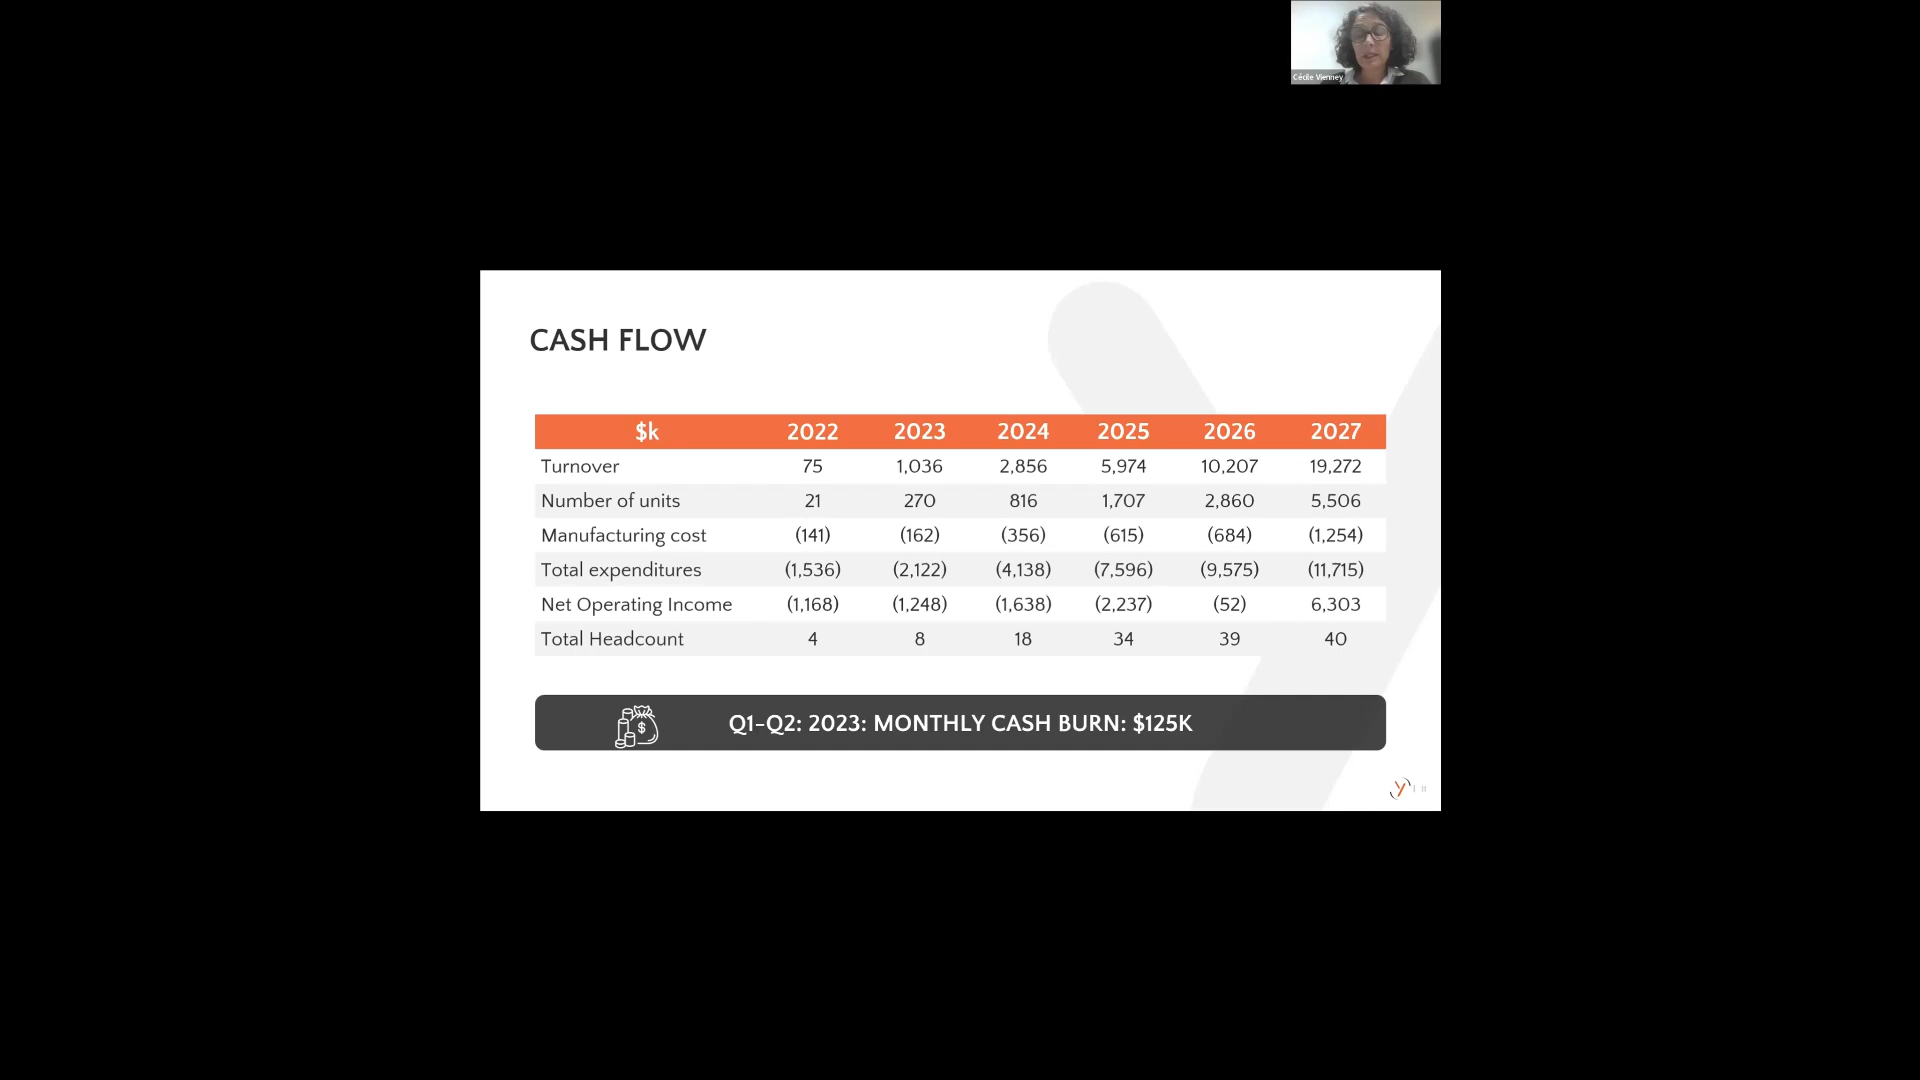 Cécile Vienney
CASH FLOW
$k 2022 2023 2024 2025 2026 2027
Turnover 75 1,036 2,856 5,974 10,207 19,272
Number of units 21 270 816 1,707 2,860 5,506
Manufacturing cost (141) (162) (356) (615) (684) (1,254)
Total expenditures (1,536) (2,122) (4,138) (7,596) (9,575) (11,715)
Net Operating Income (1,168) (1,248) (1,638) (2,237) (52) 6,303
Total Headcount 4 8 18 34 39 40
$
Q1-Q2: 2023: MONTHLY CASH BURN: $125K